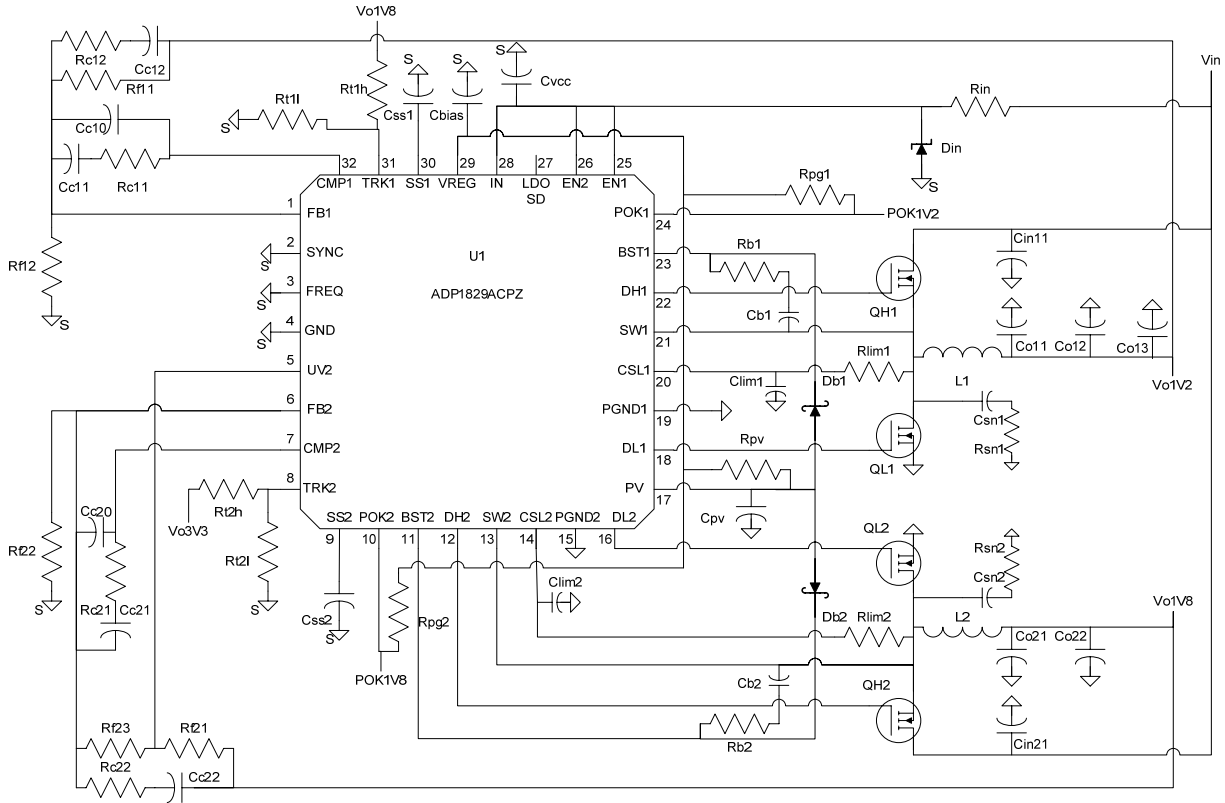 Vo1V8
Rc12
Cc12
Rf11
Rt1h
S
S
S
Cvcc
Vin
Rin
Rt1l
S
Css1
Cbias
Cc10
Din
S
Cc11
Rc11
32 31 30 29 28 27 26 25
CMP1 TRK1 SS1 VREG IN LDO SD EN2 EN1
Rpg1
1 FB1
POK1 24
POK1V2
Rf12
S
S 2 SYNC
U1
BST1 23
Rb1
Cin11
S 3 FREQ
ADP1829ACPZ
DH1 22
QH1
Cb1
S 4 GND
SW1 21
Co11
Co12
Co13
5 UV2
CSL1 20
Rlim1
Clim1
Db1
L1
Vo1V2
6 FB2
PGND1 19
Csn1
Rsn1
7 CMP2
DL1 18
Rpv
QL1
8 TRK2
PV 17
Rt2h
Vo3V3
Cc20
Cpv
SS2 POK2 BST2 DH2 SW2 CSL2 PGND2 DL2
9 10 11 12 13 14 15 16
Rf22
S
Rt2l
S
QL2
Rsn2
Csn2
Rc21
Cc21
Css2
S
Rpg2
Clim2
Db2
Rlim2
L2
Vo1V8
Co21
Co22
POK1V8
Cb2
QH2
Rf23
Rf21
Rb2
Cin21
Rc22
Cc22